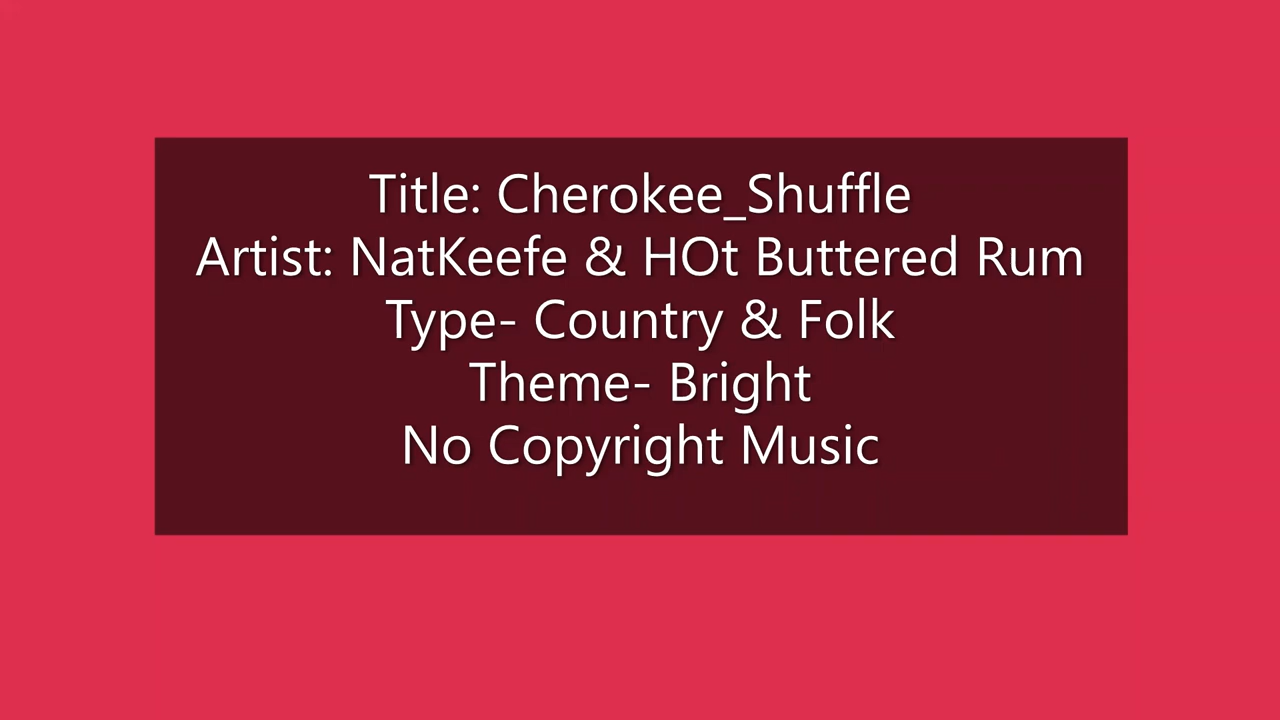 Title: Cherokee_Shuffle
Artist: NatKeefe & HOt Buttered Rum
Type- Country & Folk
Theme- Bright
No Copyright Music